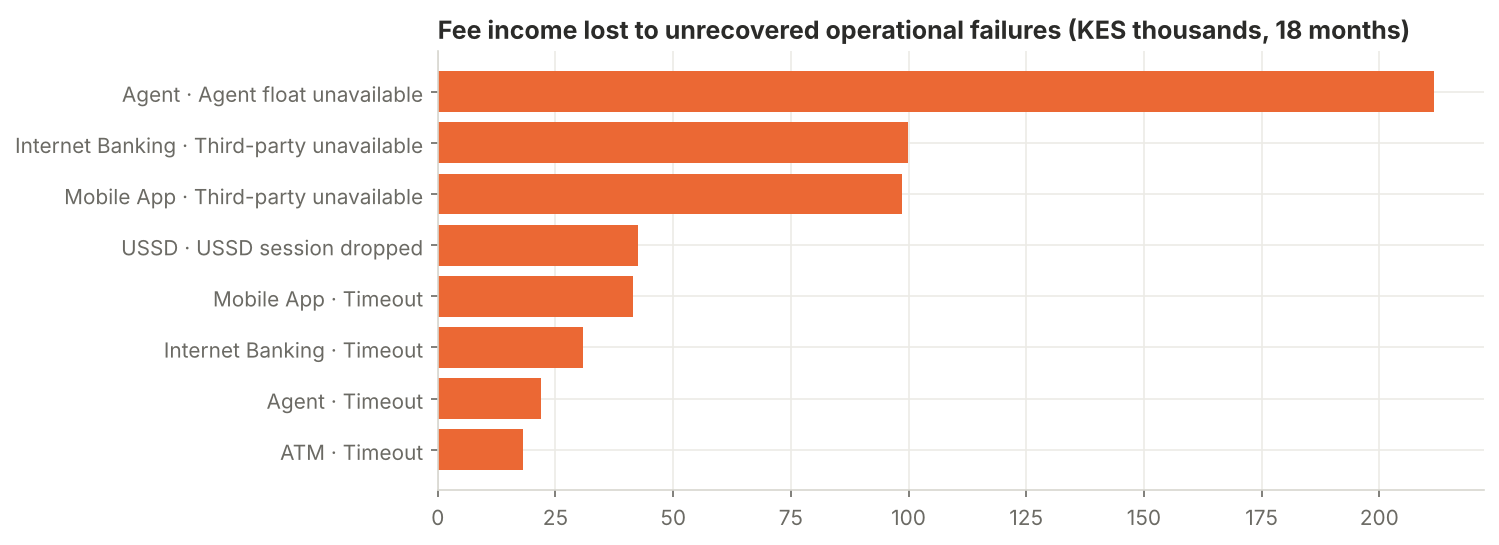 Fee income lost to unrecovered operational failures (KES thousands, 18 months)
Agent · Agent float unavailable
Internet Banking · Third-party unavailable
Mobile App · Third-party unavailable
USSD · USSD session dropped
Mobile App · Timeout
Internet Banking · Timeout
Agent · Timeout
ATM · Timeout
0 25 50 75 100 125 150 175 200